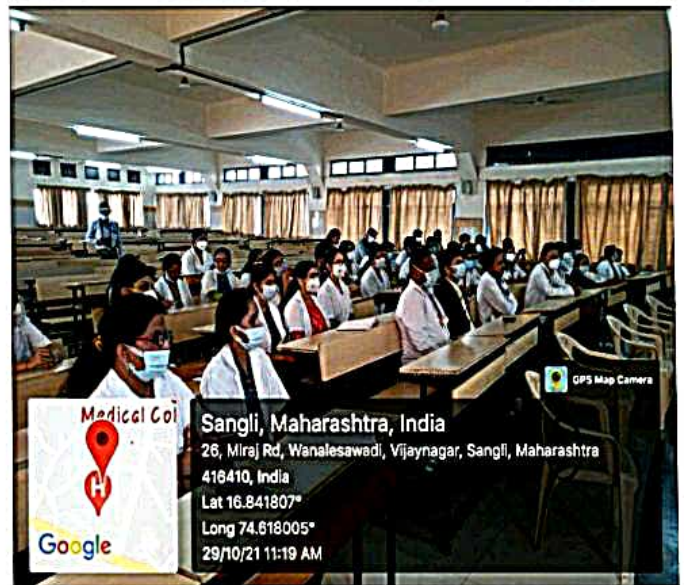 GPS Map Camera
Medical Col
H
Google
Sangli, Maharashtra, India
26, Miraj Rd, Wanalesawadi, Vijaynagar, Sangli, Maharashtra
416410, India
Lat 16.841807°
Long 74.618005°
29/10/21 11:19 AM